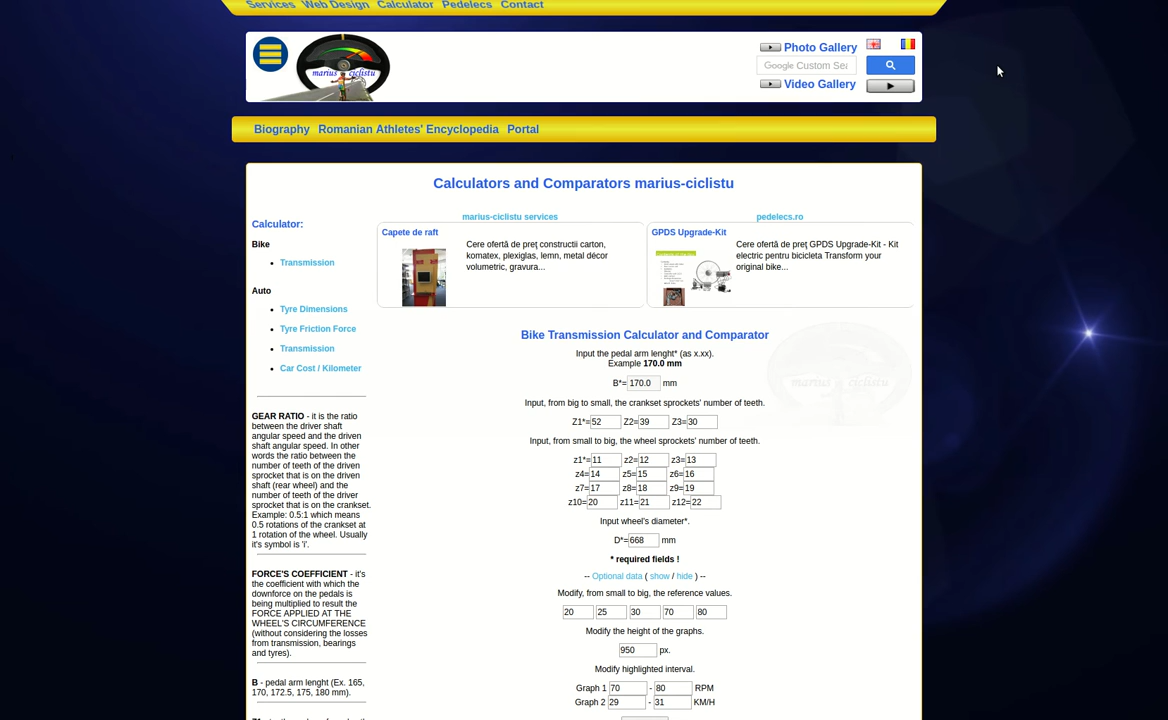 Services Web Design Calculator Pedelecs Contact
marius ciclistu
Photo Gallery
Google Custom Sea
Video Gallery
Biography Romanian Athletes' Encyclopedia Portal
Calculators and Comparators marius-ciclistu
Calculator:
Bike
Transmission
Auto
Tyre Dimensions
Tyre Friction Force
Transmission
Car Cost / Kilometer
GEAR RATIO - it is the ratio
between the driver shaft
angular speed and the driven
shaft angular speed. In other
words the ratio between the
number of teeth of the driven
sprocket that is on the driven
shaft (rear wheel) and the
number of teeth of the driver
sprocket that is on the crankset.
Example: 0.5:1 which means
0.5 rotations of the crankset at
1 rotation of the wheel. Usually
it's symbol is 'i'.
FORCE'S COEFFICIENT - it's
the coefficient with which the
downforce on the pedals is
being multiplied to result the
FORCE APPLIED AT THE
WHEEL'S CIRCUMFERENCE
(without considering the losses
from transmission, bearings
and tyres).
B - pedal arm lenght (Ex. 165,
170, 172.5, 175, 180 mm).
marius-ciclistu services
Capete de raft
Cere ofertă de preţ constructii carton,
komatex, plexiglas, lemn, metal décor
volumetric, gravura...
pedelecs.ro
GPDS Upgrade-Kit
Cere ofertă de preţ GPDS Upgrade-Kit - Kit
electric pentru bicicleta Transform your
original bike...
Bike Transmission Calculator and Comparator
Input the pedal arm lenght* (as x.xx).
Example 170.0 mm
B*= 170.0 mm
Input, from big to small, the crankset sprockets' number of teeth.
Z1*= 52 Z2= 39 Z3= 30
Input, from small to big, the wheel sprockets' number of teeth.
z1*= 11 z2= 12 z3= 13
z4= 14 z5= 15 z6= 16
z7= 17 z8= 18 z9= 19
z10= 20 z11= 21 z12= 22
Input wheel's diameter*.
D*= 668 mm
* required fields !
-- Optional data ( show / hide ) --
Modify, from small to big, the reference values.
20 25 30 70 80
Modify the height of the graphs.
950 px.
Modify highlighted interval.
Graph 1 70 - 80 RPM
Graph 2 29 - 31 KM/H